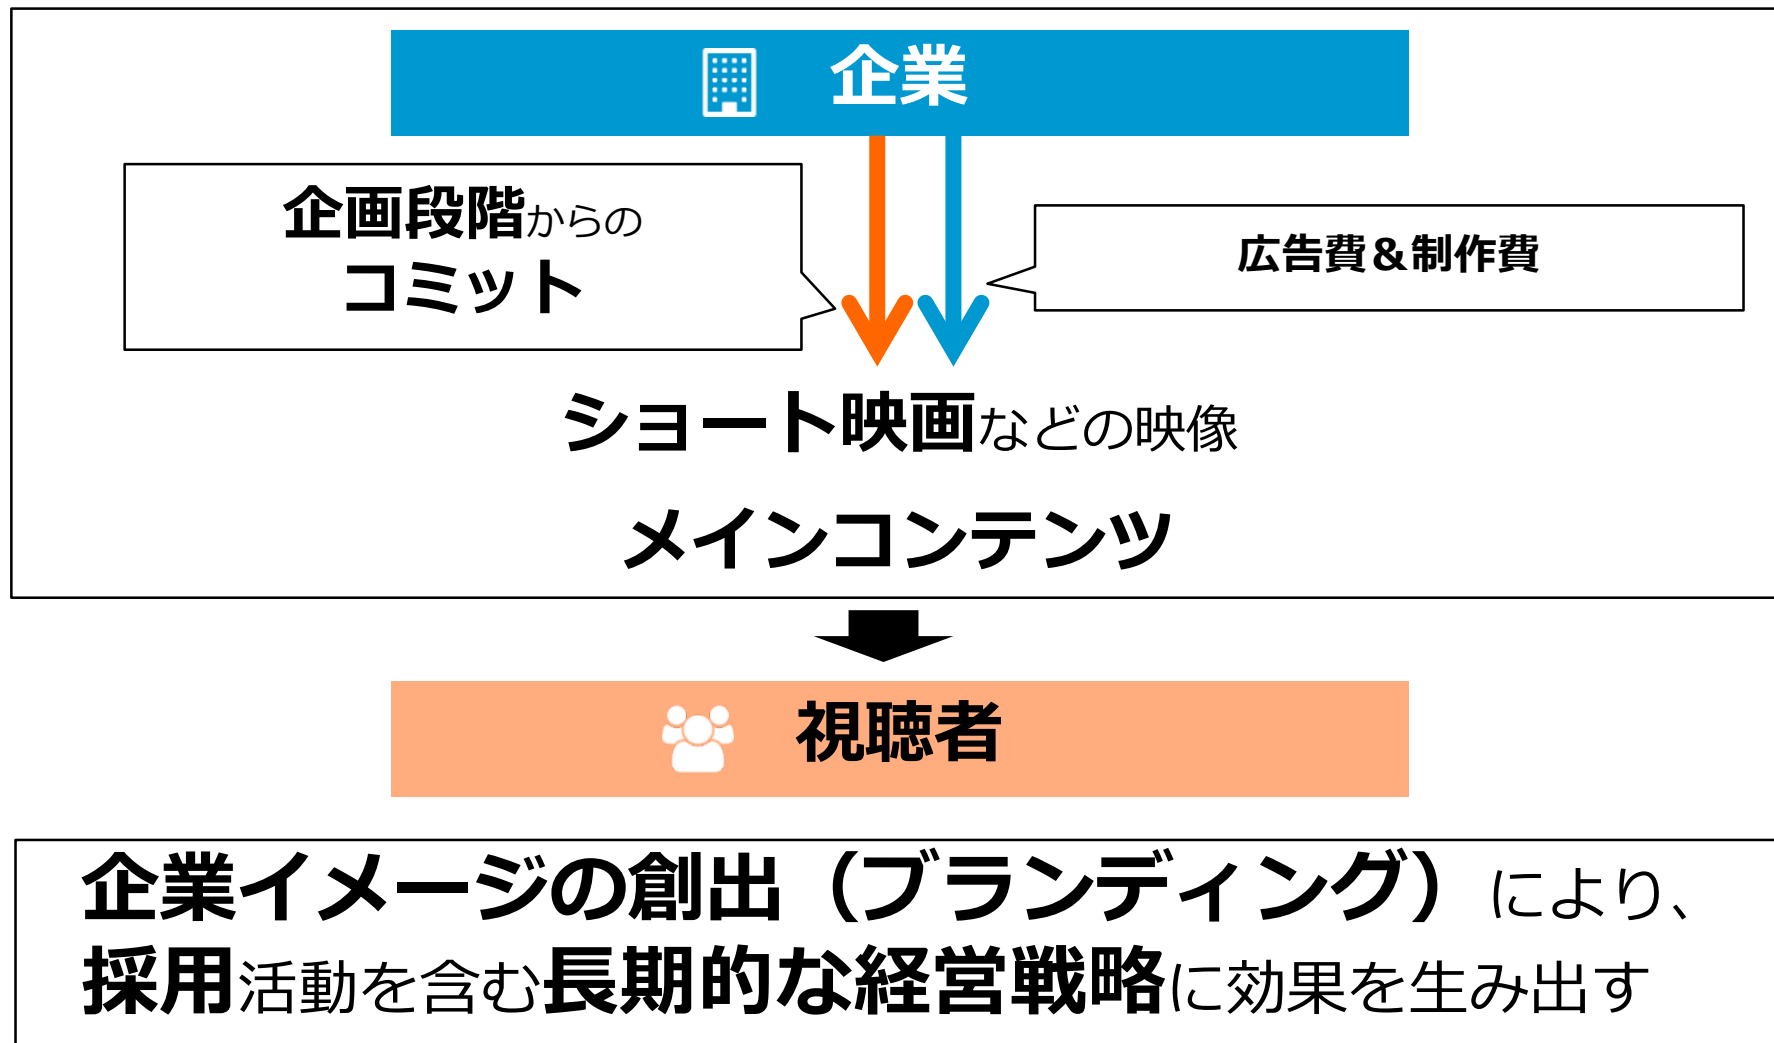 企業
企画段階からの
コミット
広告費&制作費
ショート映画などの映像
メインコンテンツ
視聴者
企業イメージの創出（ブランディング）により、
採用活動を含む長期的な経営戦略に効果を生み出す